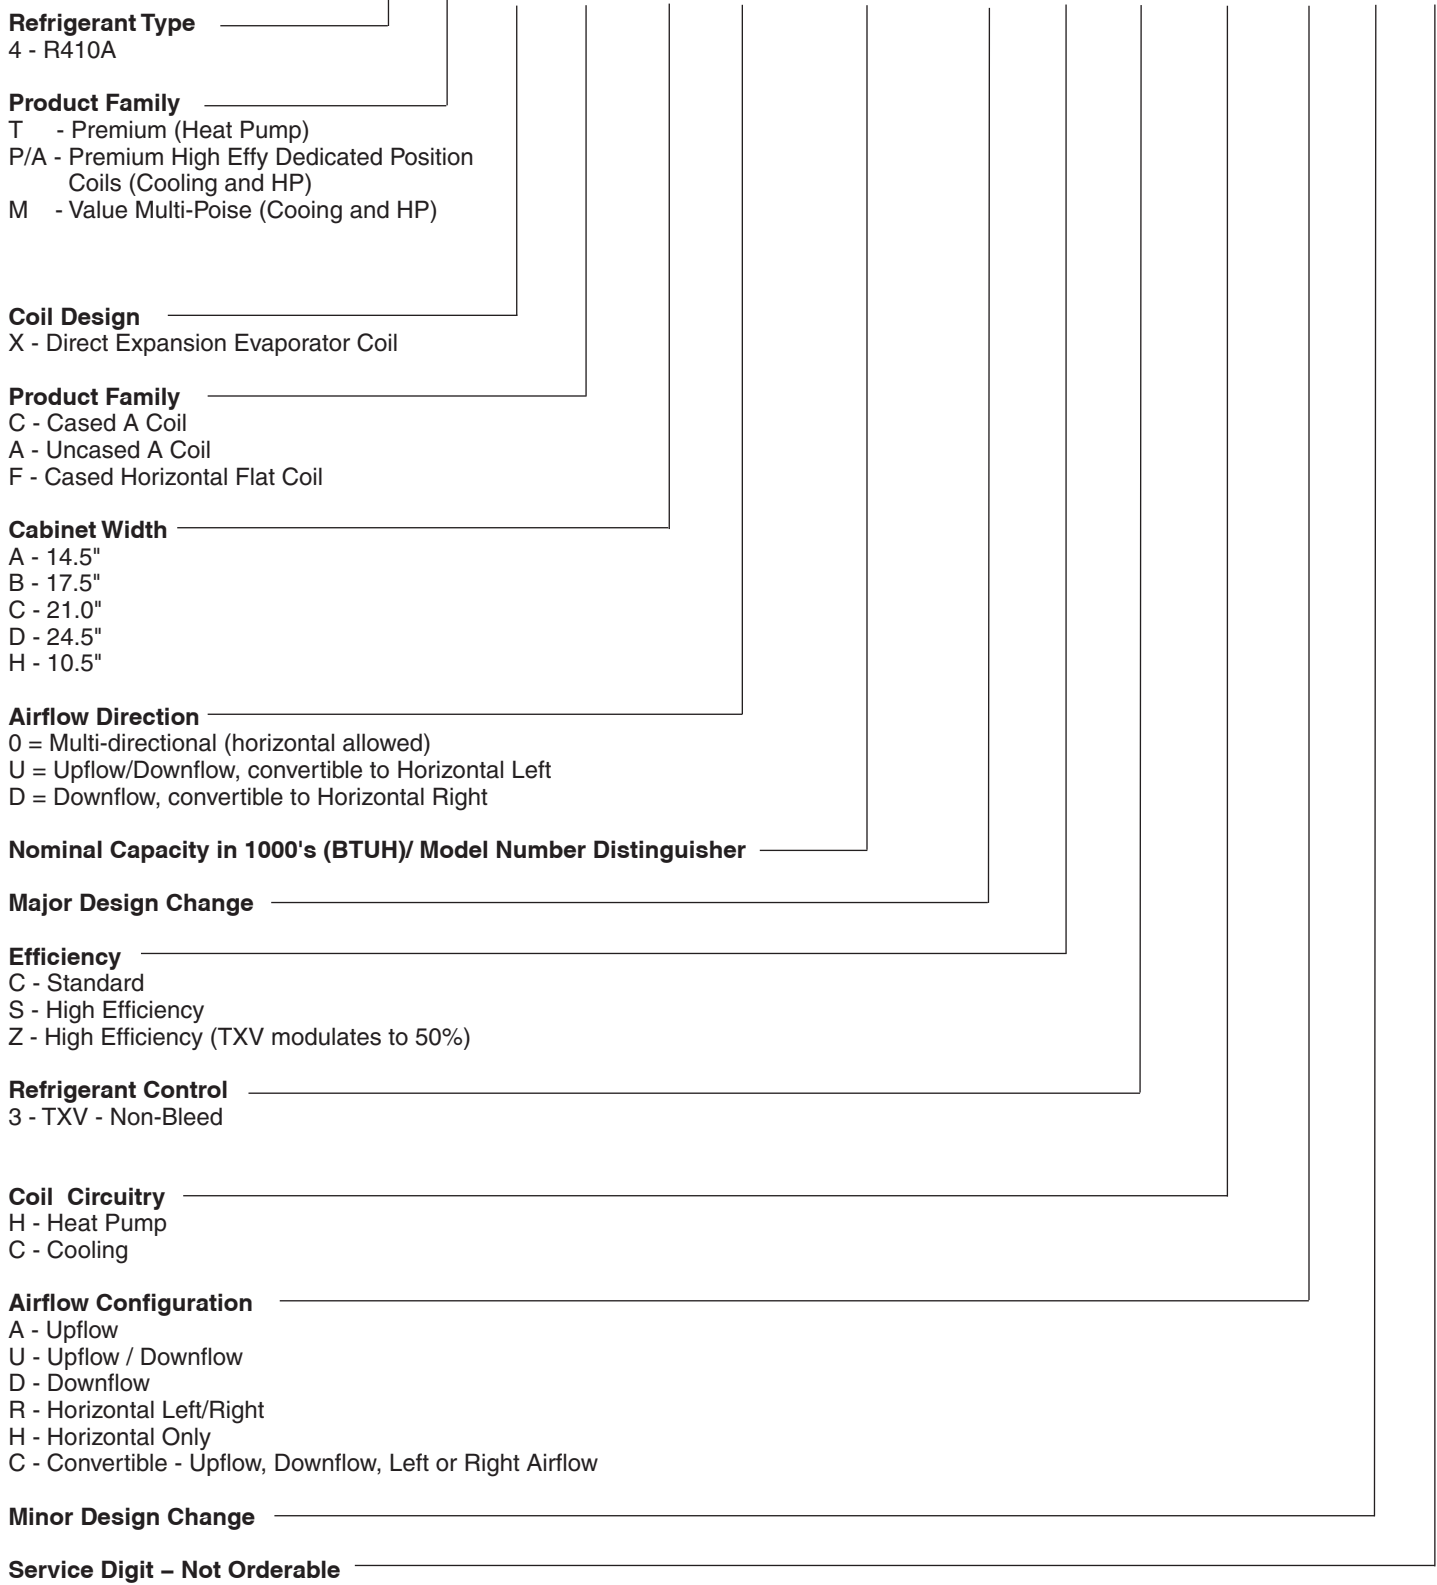 Refrigerant Type
4 - R410A
Product Family
T - Premium (Heat Pump)
P/A - Premium High Effy Dedicated Position
Coils (Cooling and HP)
M - Value Multi-Poise (Cooing and HP)
Coil Design
X - Direct Expansion Evaporator Coil
Product Family
C - Cased A Coil
A - Uncased A Coil
F - Cased Horizontal Flat Coil
Cabinet Width
A - 14.5"
B - 17.5"
C - 21.0"
D - 24.5"
H - 10.5"
Airflow Direction
0 = Multi-directional (horizontal allowed)
U = Upflow/Downflow, convertible to Horizontal Left
D = Downflow, convertible to Horizontal Right
Nominal Capacity in 1000's (BTUH)/ Model Number Distinguisher
Major Design Change
Efficiency
C - Standard
S - High Efficiency
Z - High Efficiency (TXV modulates to 50%)
Refrigerant Control
3 - TXV - Non-Bleed
Coil Circuitry
H - Heat Pump
C - Cooling
Airflow Configuration
A - Upflow
U - Upflow / Downflow
D - Downflow
R - Horizontal Left/Right
H - Horizontal Only
C - Convertible - Upflow, Downflow, Left or Right Airflow
Minor Design Change
Service Digit – Not Orderable